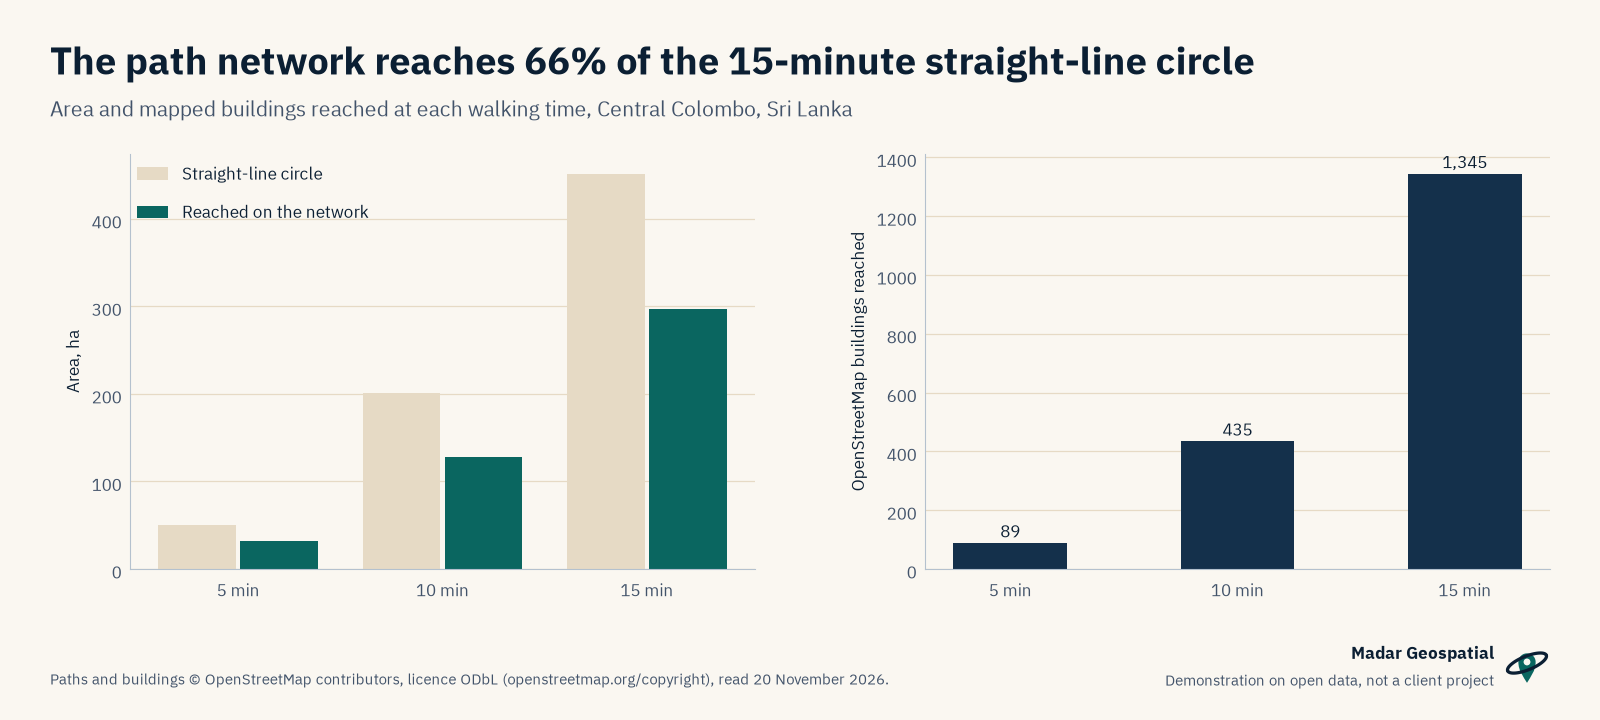 The path network reaches 66% of the 15-minute straight-line circle
Area and mapped buildings reached at each walking time, Central Colombo, Sri Lanka
Straight-line circle
Reached on the network
Area, ha
400
300
200
100
0
5 min
10 min
15 min
OpenStreetMap buildings reached
1400
1200
1000
800
600
400
200
0
89
435
1,345
5 min
10 min
15 min
Madar Geospatial
Paths and buildings © OpenStreetMap contributors, licence ODbL (openstreetmap.org/copyright), read 20 November 2026.
Demonstration on open data, not a client project